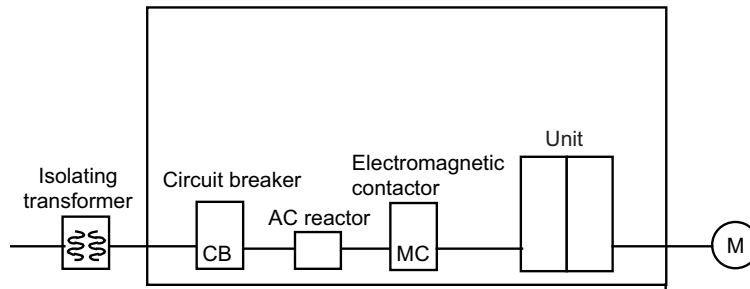 Isolating
transformer
Circuit breaker
CB
AC reactor
Electromagnetic
contactor
MC
Unit
M